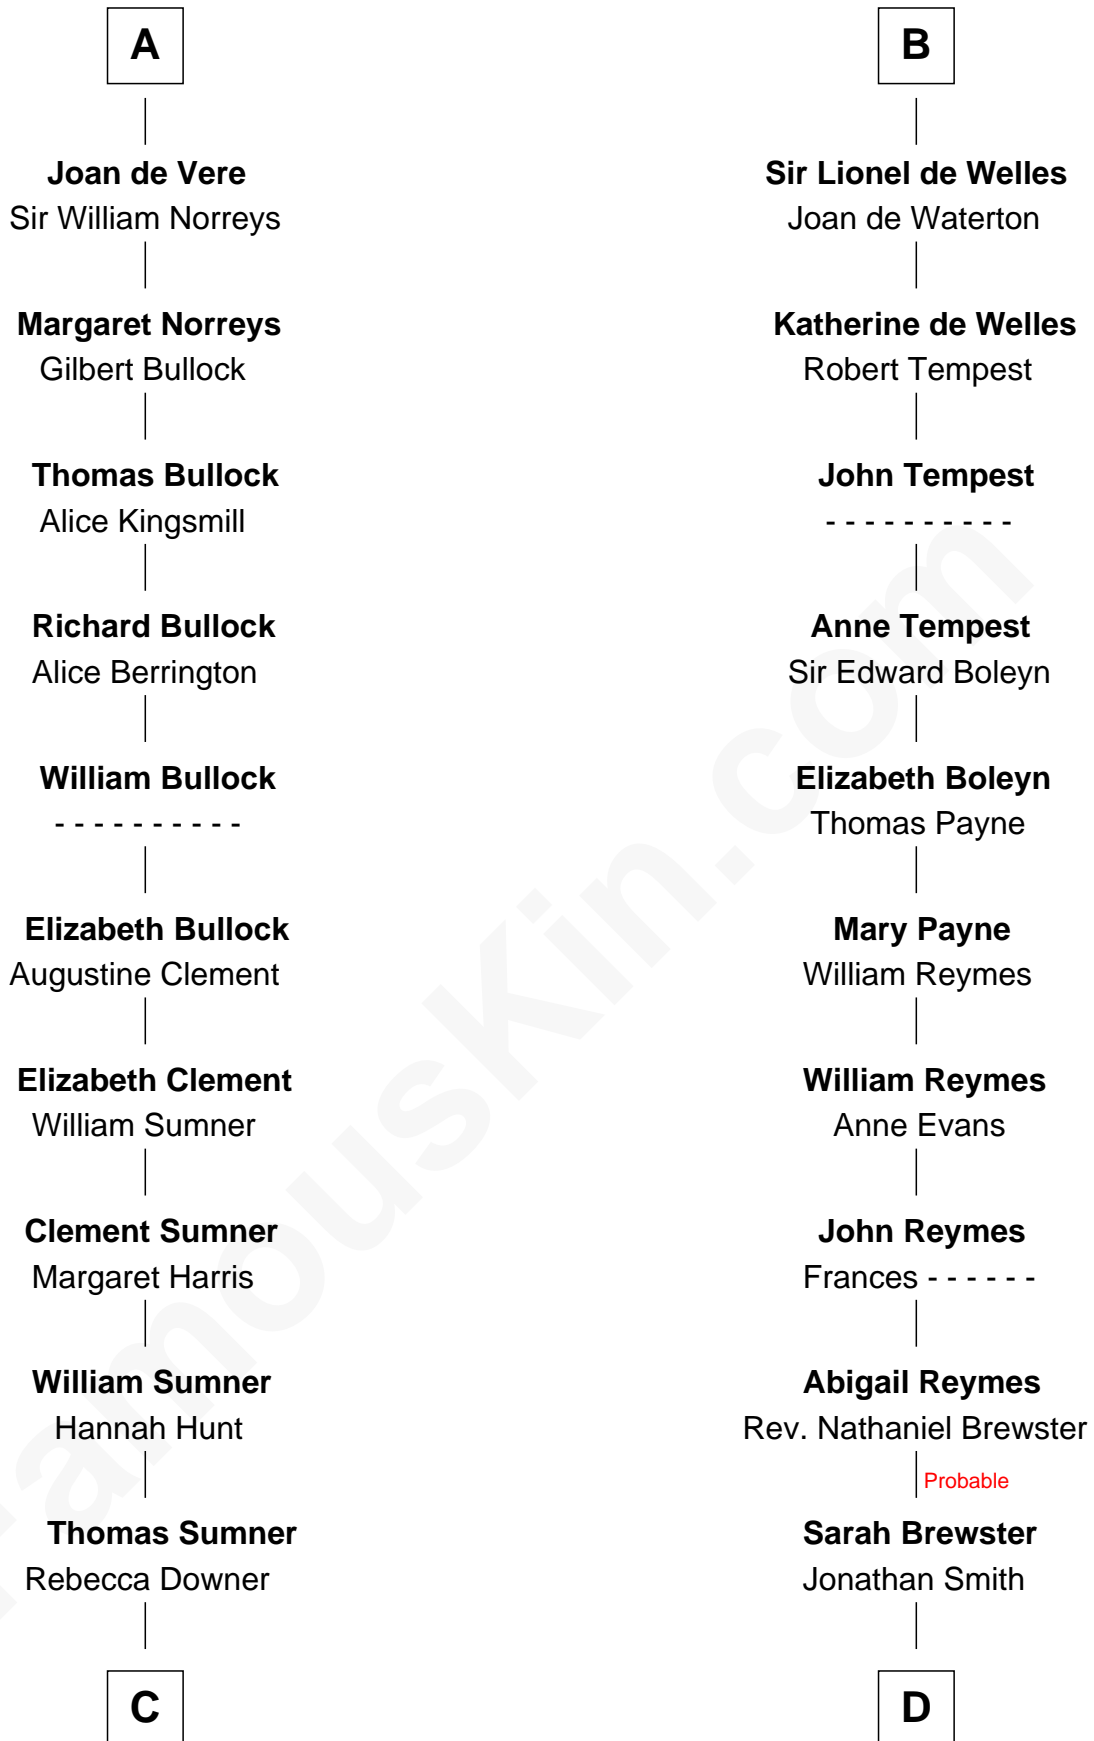 A
Joan de Vere
Sir William Norreys
Margaret Norreys
Gilbert Bullock
Thomas Bullock
Alice Kingsmill
Richard Bullock
Alice Berrington
William Bullock
- - - - - - - - - -
Elizabeth Bullock
Augustine Clement
Elizabeth Clement
William Sumner
Clement Sumner
Margaret Harris
William Sumner
Hannah Hunt
Thomas Sumner
Rebecca Downer
C
B
Sir Lionel de Welles
Joan de Waterton
Katherine de Welles
Robert Tempest
John Tempest
- - - - - - - - - -
Anne Tempest
Sir Edward Boleyn
Elizabeth Boleyn
Thomas Payne
Mary Payne
William Reymes
William Reymes
Anne Evans
John Reymes
Frances - - - - - -
Abigail Reymes
Rev. Nathaniel Brewster
Probable
Sarah Brewster
Jonathan Smith
D
FamousKin.com